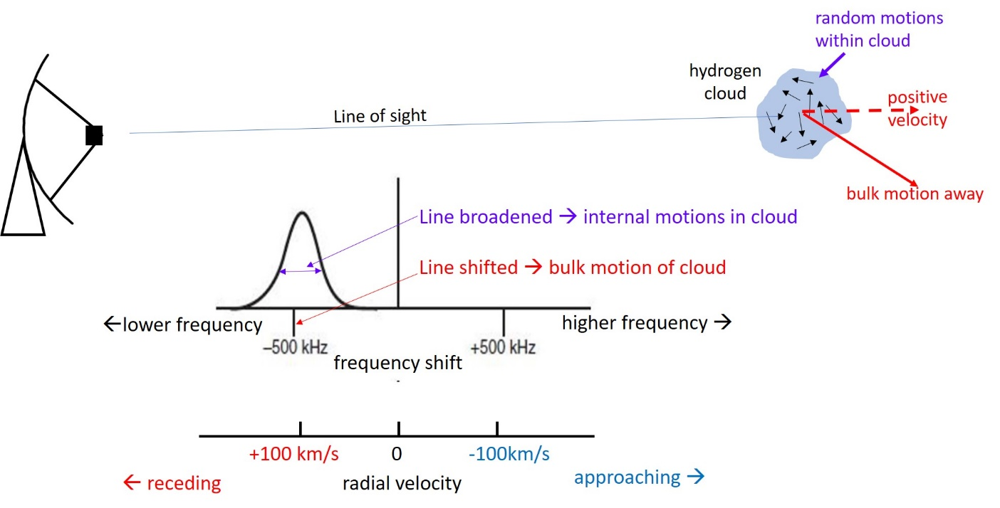 random motions
within cloud
hydrogen
cloud
positive
velocity
Line of sight
bulk motion away
Line broadened → internal motions in cloud
Line shifted → bulk motion of cloud
←lower frequency
higher frequency →
–500 kHz
+500 kHz
frequency shift
+100 km/s
0
-100km/s
← receding
radial velocity
approaching →